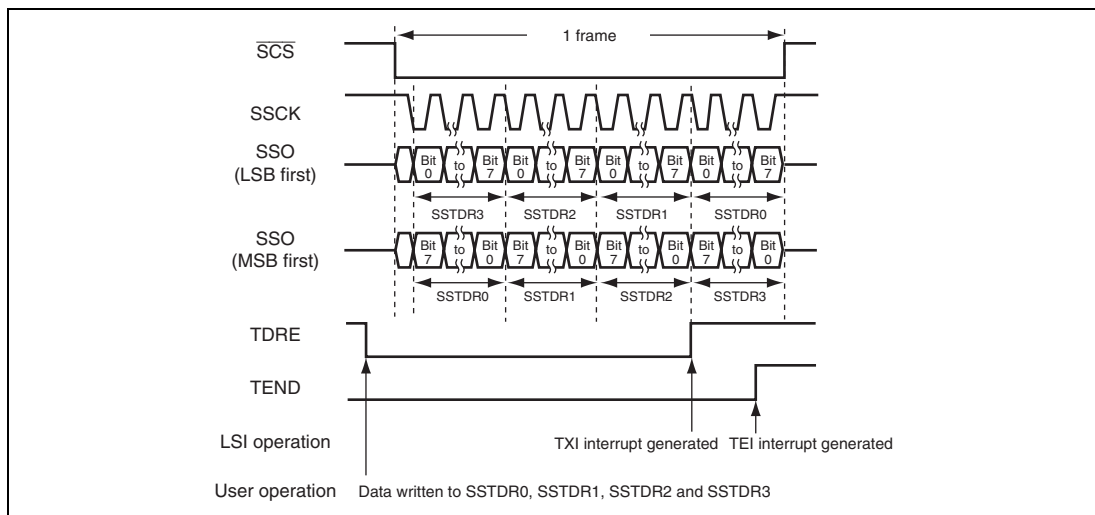 1 frame
SCS
SSCK
SSO
(LSB first)
Bit 0 to Bit 7 Bit 0 to Bit 7 Bit 0 to Bit 7 Bit 0 to Bit 7
SSTDR3 SSTDR2 SSTDR1 SSTDR0
SSO
(MSB first)
Bit 7 to Bit 0 Bit 7 to Bit 0 Bit 7 to Bit 0 Bit 7 to Bit 0
SSTDR0 SSTDR1 SSTDR2 SSTDR3
TDRE
TEND
LSI operation TXI interrupt generated TEI interrupt generated
User operation Data written to SSTDR0, SSTDR1, SSTDR2 and SSTDR3